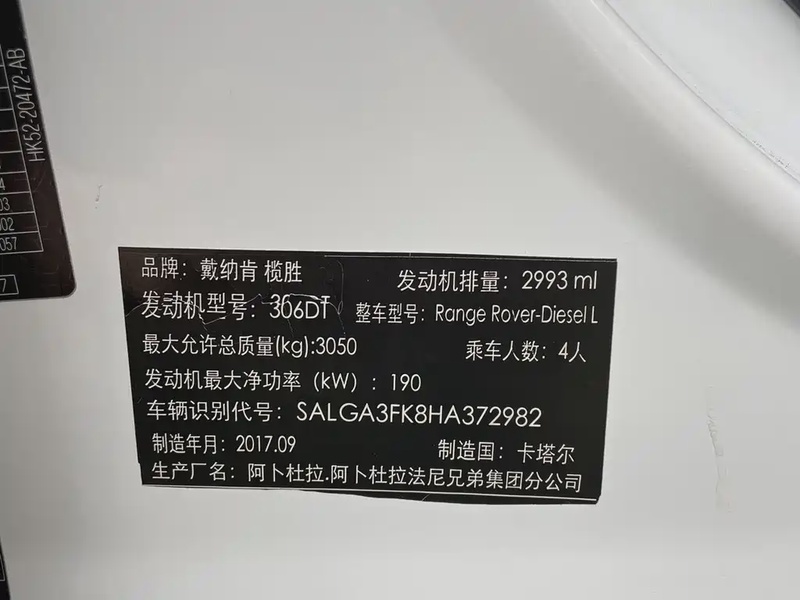 HK52-20472-AB
4
03
02
057
7
品牌：戴纳肯 榄胜
发动机排量：2993 ml
发动机型号：306DT
整车型号：Range Rover-Diesel L
最大允许总质量(kg):3050
乘车人数：4人
发动机最大净功率（kW）：190
车辆识别代号：SALGA3FK8HA372982
制造年月：2017.09
制造国：卡塔尔
生产厂名：阿卜杜拉.阿卜杜拉法尼兄弟集团分公司